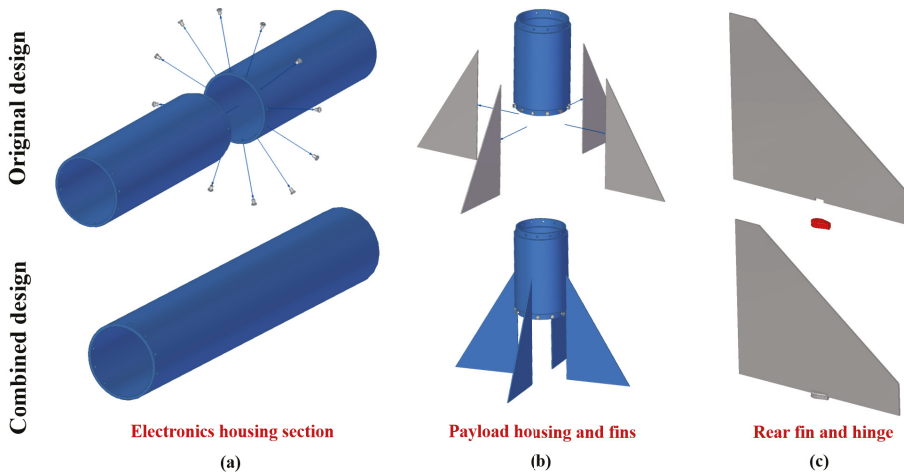 Original design
Combined design
Electronics housing section
Payload housing and fins
Rear fin and hinge
(a)
(b)
(c)